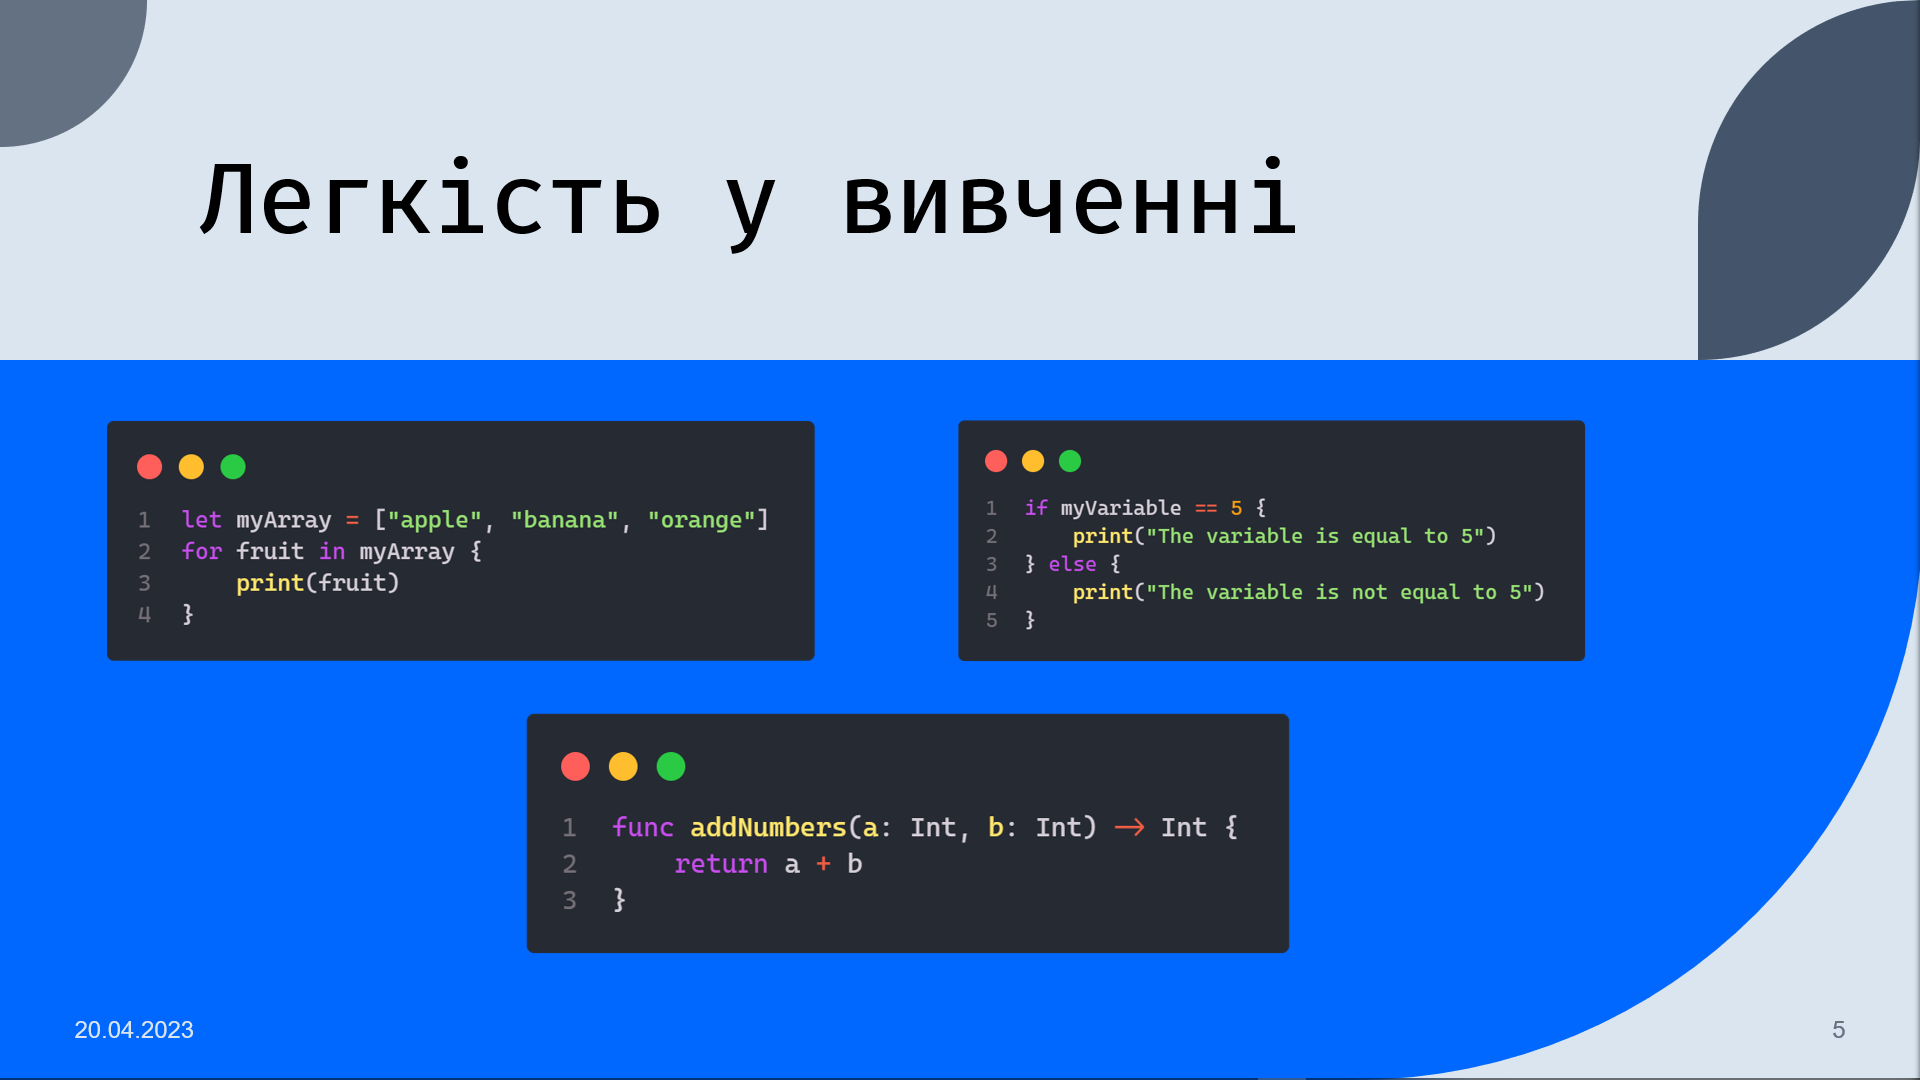 Легкість у вивченні
1 let myArray = ["apple", "banana", "orange"]
2 for fruit in myArray {
3     print(fruit)
4 }
1 if myVariable == 5 {
2     print("The variable is equal to 5")
3 } else {
4     print("The variable is not equal to 5")
5 }
1 func addNumbers(a: Int, b: Int) -> Int {
2     return a + b
3 }
20.04.2023
5